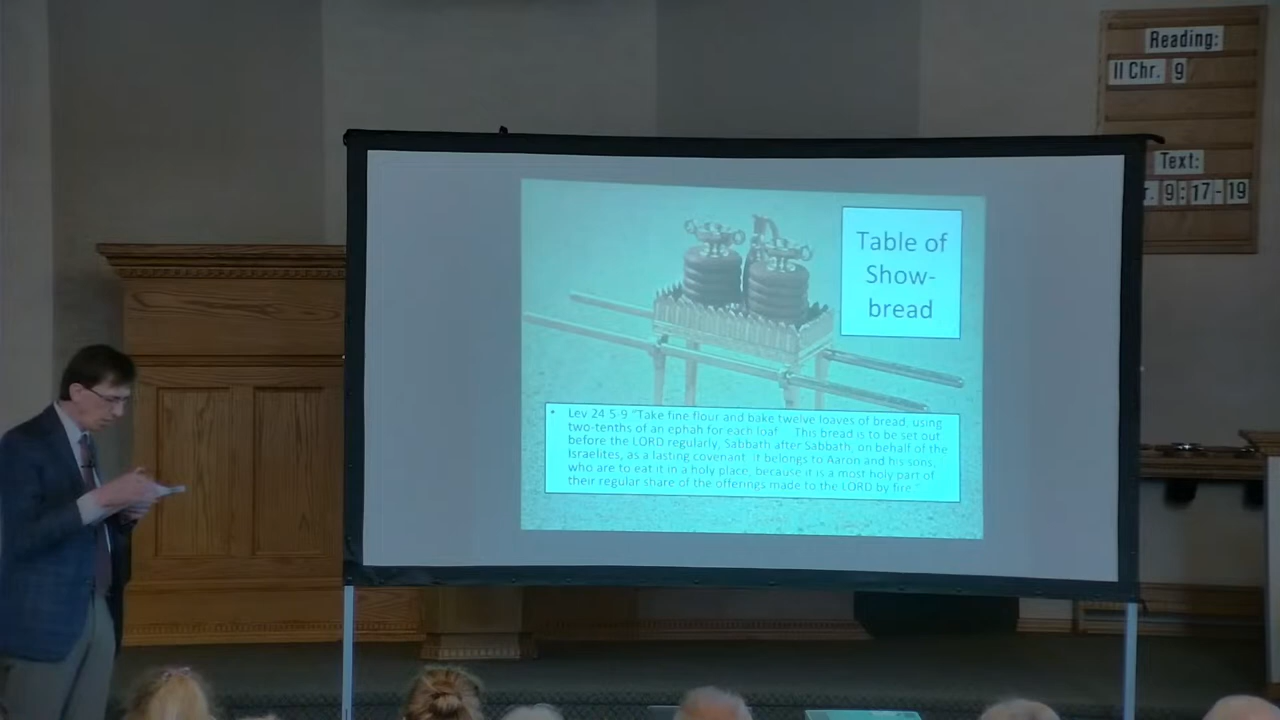 Reading:
II Chr. 9
Text:
r. 9:17-19
Table of
Show-
bread
• Lev 24 5-9 "Take fine flour and bake twelve loaves of bread, using
two-tenths of an ephah for each loaf This bread is to be set out
before the LORD regularly, Sabbath after Sabbath, on behalf of the
Israelites, as a lasting covenant it belongs to Aaron and his sons,
who are to eat it in a holy place, because it is a most holy part of
their regular share of the offerings made to the LORD by fire "